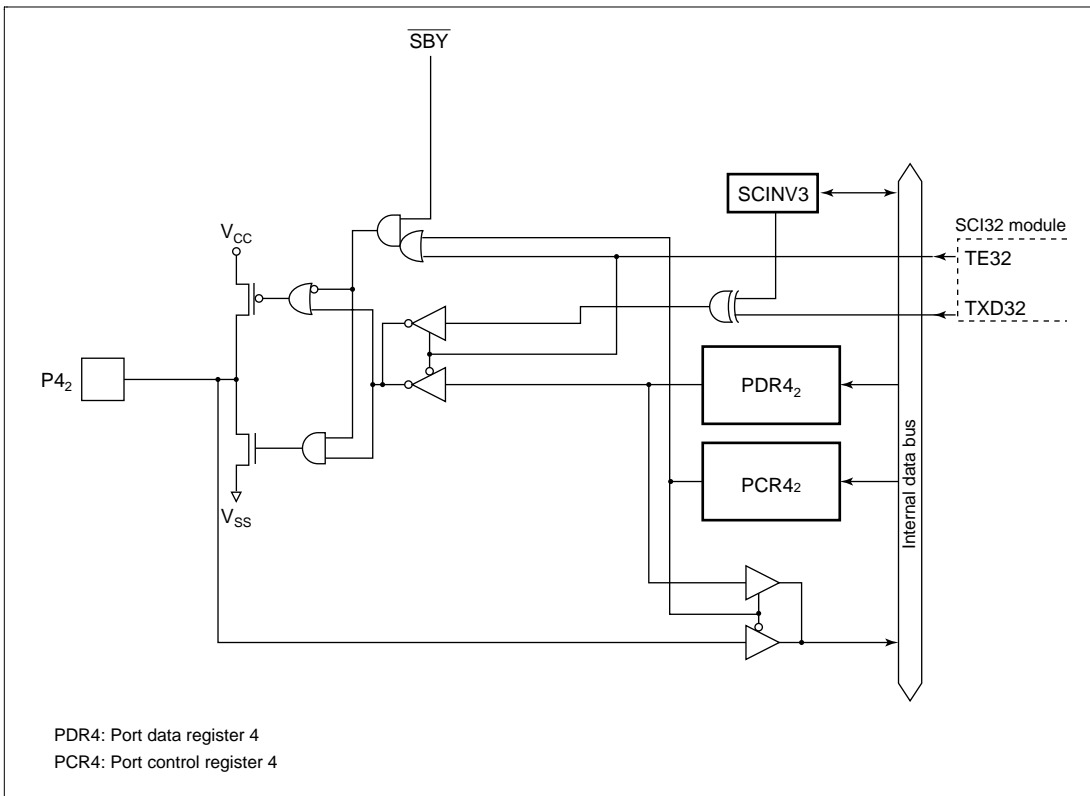 SBY
SCINV3
SCI32 module
VCC
TE32
TXD32
P42
PDR42
PCR42
VSS
Internal data bus
PDR4: Port data register 4
PCR4: Port control register 4